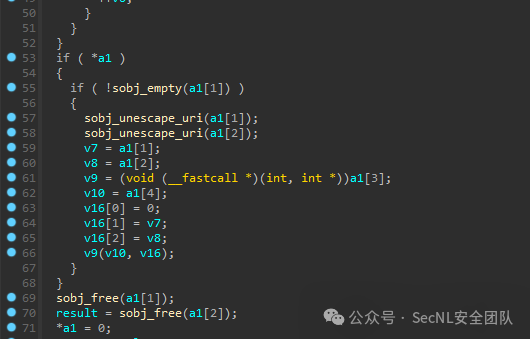 50 }
51 }
52 }
53 if ( *a1 )
54 {
55 if ( !sobj_empty(a1[1]) )
56 {
57 sobj_unescape_uri(a1[1]);
58 sobj_unescape_uri(a1[2]);
59 v7 = a1[1];
60 v8 = a1[2];
61 v9 = (void (__fastcall *)(int, int *))a1[3];
62 v10 = a1[4];
63 v16[0] = 0;
64 v16[1] = v7;
65 v16[2] = v8;
66 v9(v10, v16);
67 }
68 }
69 sobj_free(a1[1]);
70 result = sobj_free(a1[2]);
71 *a1 = 0;
公众号 · SecNL安全团队